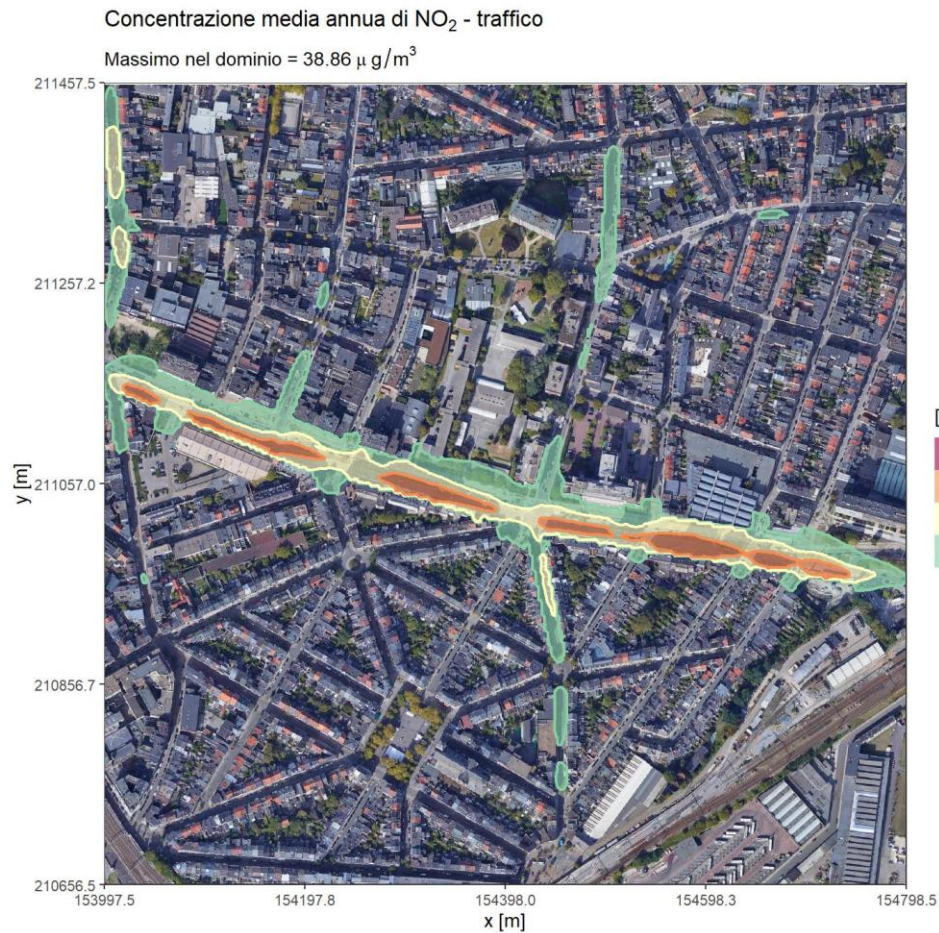 Concentrazione media annua di NO₂ - traffico
Massimo nel dominio = 38.86 μ g/m³
211457.5
211257.2
211057.0
210856.7
210656.5
y [m]
153997.5 154197.8 154398.0 154598.3 154798.5
x [m]
[